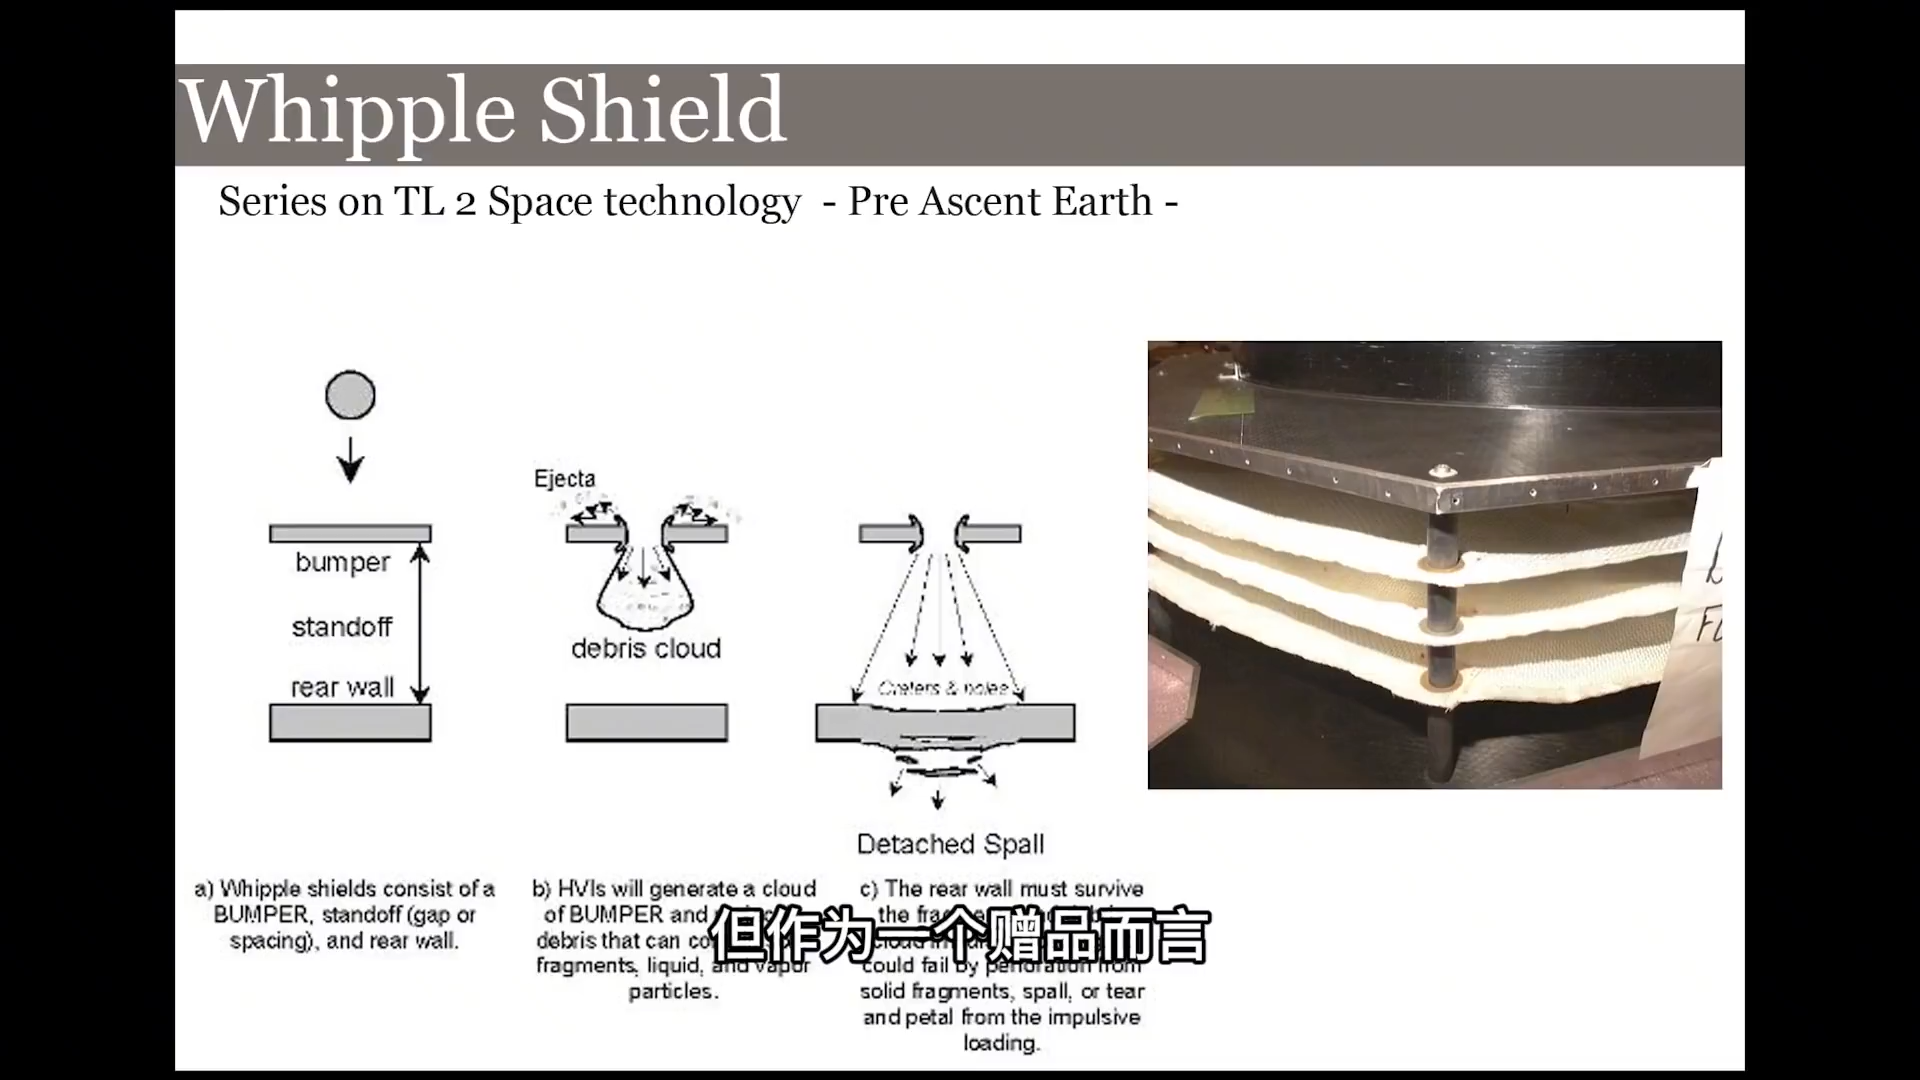 Whipple Shield
Series on TL 2 Space technology - Pre Ascent Earth -
bumper
standoff
rear wall
Ejecta
debris cloud
Craters & holes
Detached Spall
a) Whipple shields consist of a
BUMPER, standoff (gap or
spacing), and rear wall.
b) HVIs will generate a cloud
of BUMPER and
debris that can
fragments, liquid, and vapor
particles.
c) The rear wall must survive
the
could fail by perforation from
solid fragments, spall, or tear
and petal from the impulsive
loading.
但作为一个赠品而言